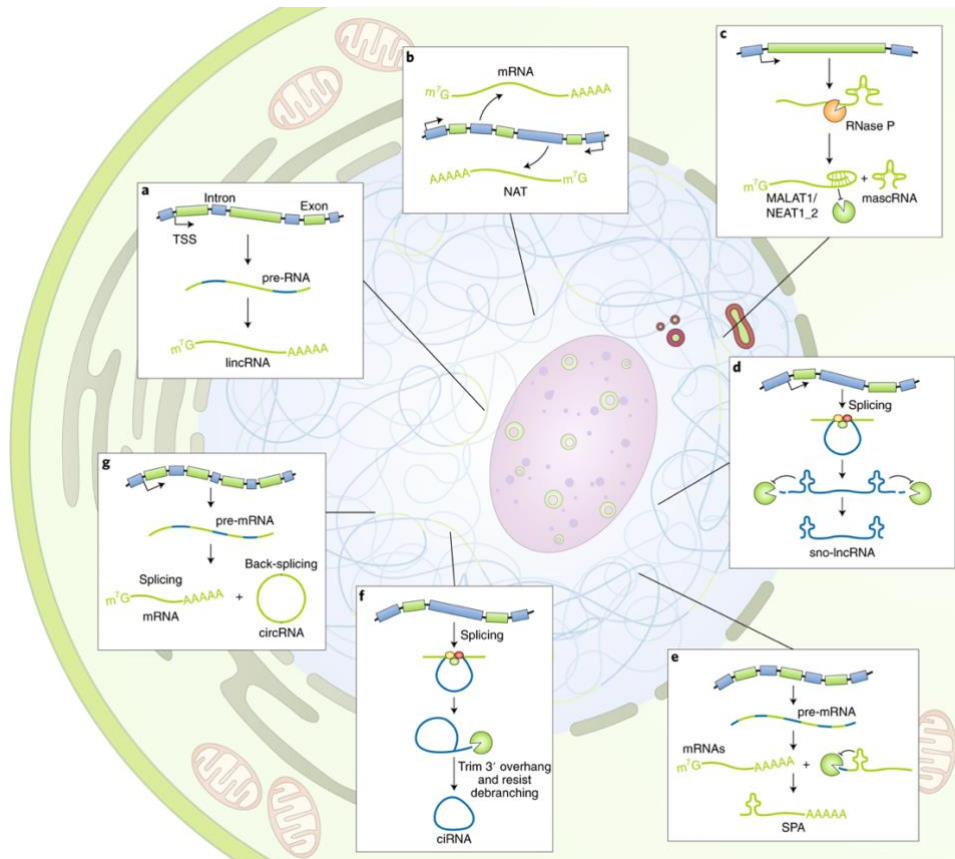 a
Intron
Exon
TSS
pre-RNA
m⁷G
AAAAA
lincRNA
b
mRNA
m⁷G
AAAAA
AAAAA
m⁷G
NAT
c
RNase P
m⁷G
+
MALAT1/
NEAT1_2
mascRNA
d
Splicing
sno-lncRNA
e
pre-mRNA
mRNAs
m⁷G
AAAAA
+
SPA
AAAAA
f
Splicing
Trim 3′ overhang
and resist
debranching
ciRNA
g
pre-mRNA
Splicing
Back-splicing
m⁷G
AAAAA
+
mRNA
circRNA